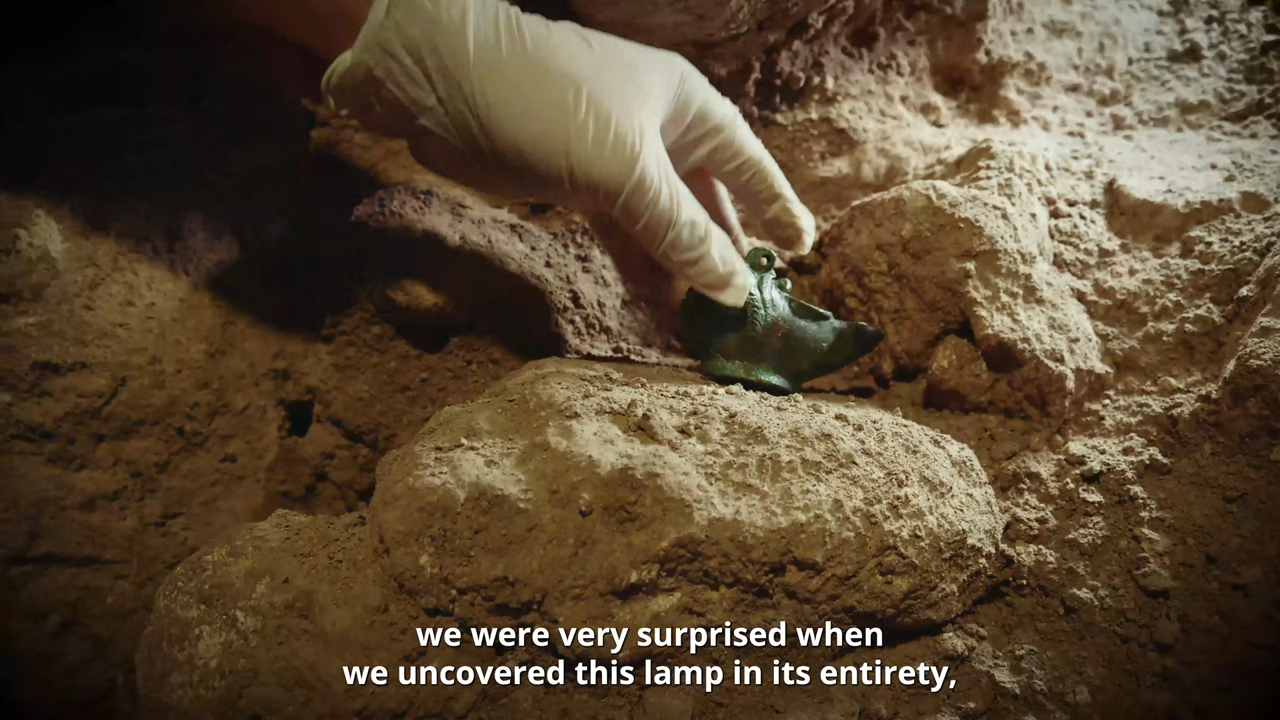 we were very surprised when
we uncovered this lamp in its entirety,